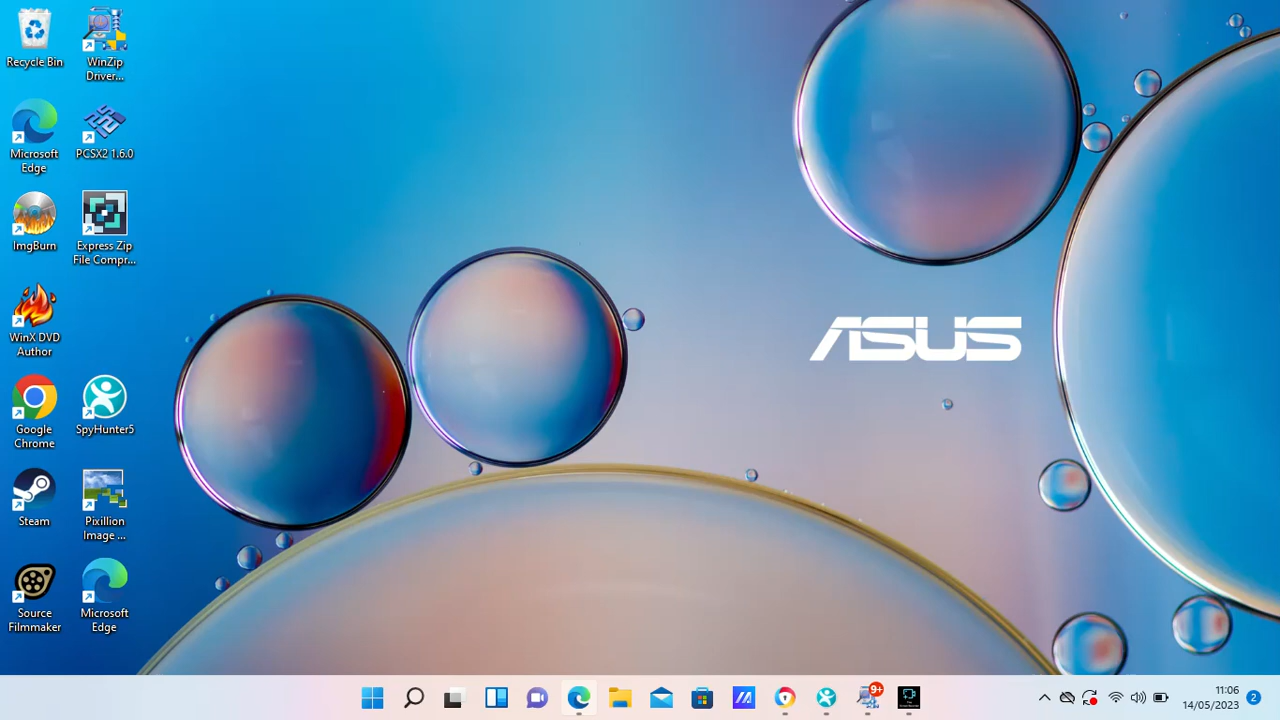 Recycle Bin
WinZip
Driver...
Microsoft
Edge
PCSX2 1.6.0
ImgBurn
Express Zip
File Compr...
WinX DVD
Author
Google
Chrome
SpyHunter5
Steam
Pixillion
Image ...
Source
Filmmaker
Microsoft
Edge
ASUS
9+
11:06
14/05/2023
2